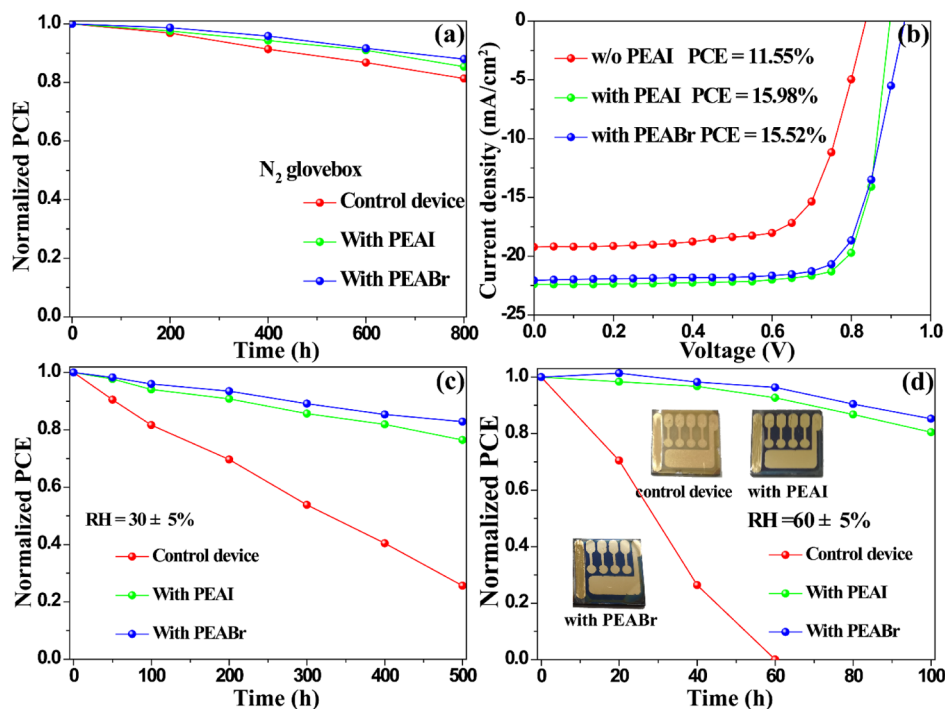 (a)
Normalized PCE
1.0
0.8
0.6
0.4
0.2
0.0
N2 glovebox
Control device
With PEAI
With PEABr
0 200 400 600 800
Time (h)
(b)
Current density (mA/cm²)
0
-5
-10
-15
-20
-25
w/o PEAI PCE = 11.55%
with PEAI PCE = 15.98%
with PEABr PCE = 15.52%
0.0 0.2 0.4 0.6 0.8 1.0
Voltage (V)
(c)
Normalized PCE
1.0
0.8
0.6
0.4
0.2
0.0
RH = 30 ± 5%
Control device
With PEAI
With PEABr
0 100 200 300 400 500
Time (h)
(d)
Normalized PCE
1.0
0.8
0.6
0.4
0.2
0.0
control device
with PEAI
RH=60 ± 5%
Control device
With PEAI
With PEABr
with PEABr
0 20 40 60 80 100
Time (h)